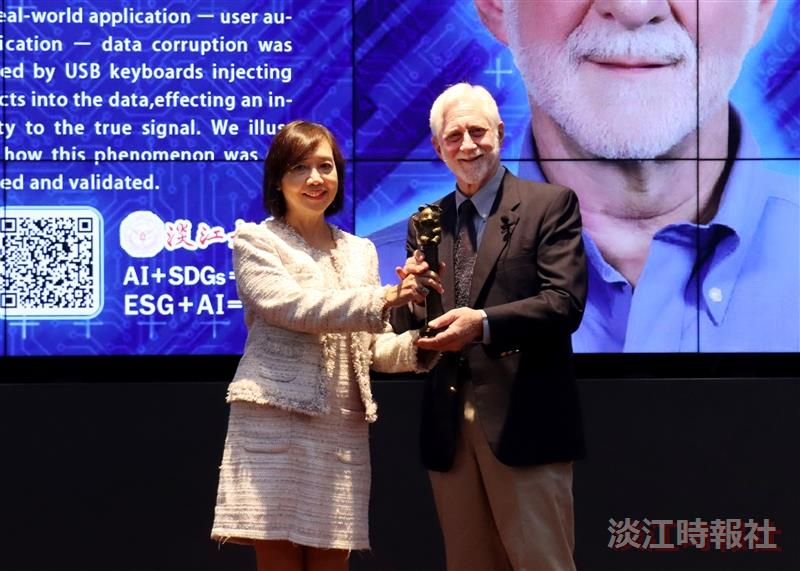 eal-world application — user au-
ication — data corruption was
ed by USB keyboards injecting
cts into the data,effecting an in-
ty to the true signal. We illus
how this phenomenon was
ed and validated.
淡江
AI+SDGs=
ESG+AI=
淡江時報社